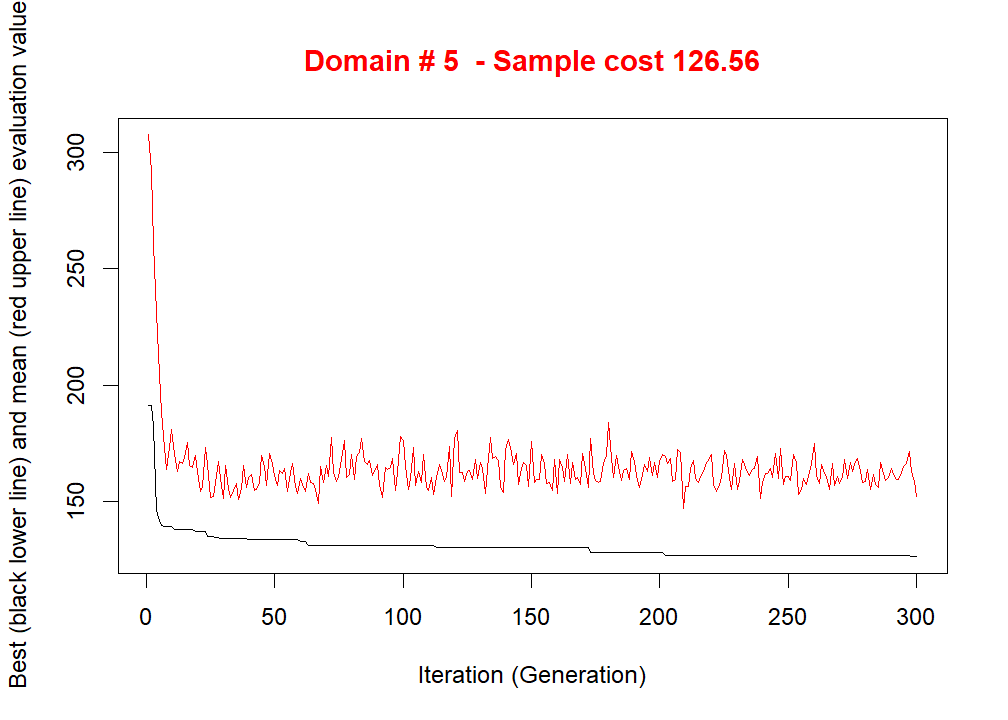 Domain # 5  - Sample cost 126.56
Best (black lower line) and mean (red upper line) evaluation value
300
250
200
150
0 50 100 150 200 250 300
Iteration (Generation)